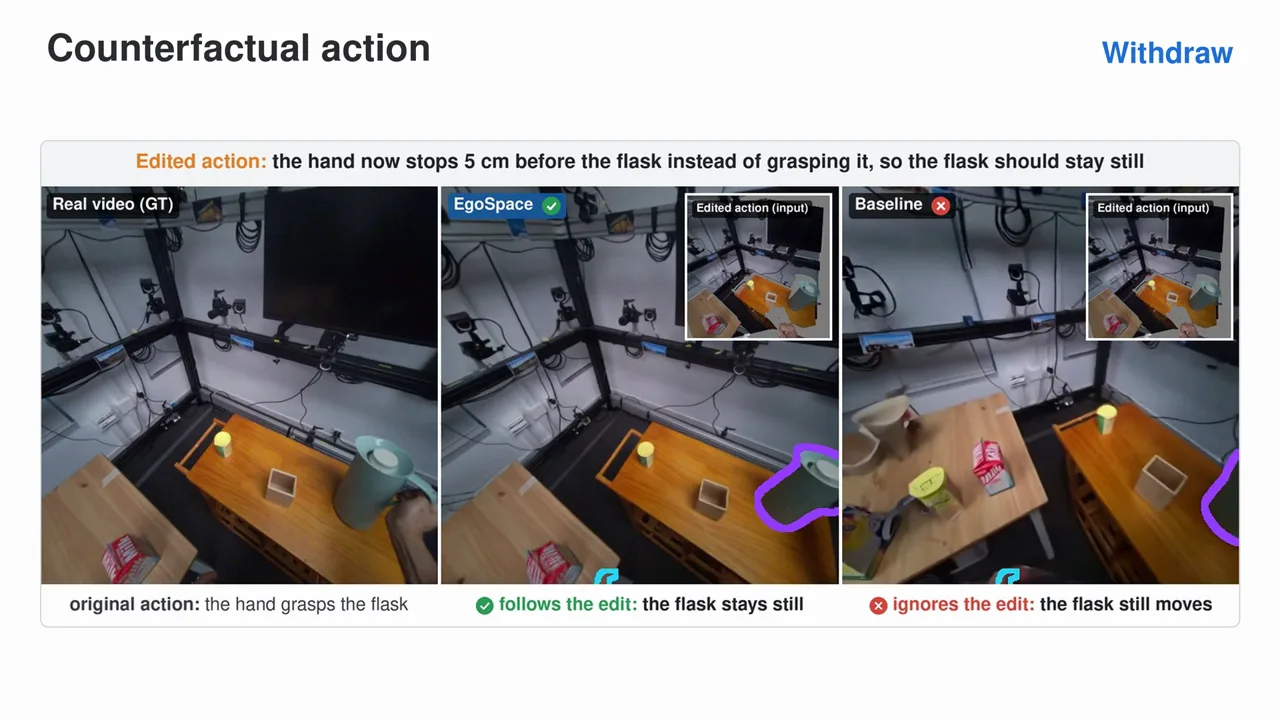 Counterfactual action
Withdraw
Edited action: the hand now stops 5 cm before the flask instead of grasping it, so the flask should stay still
Real video (GT)
EgoSpace
Edited action (input)
Baseline
Edited action (input)
original action: the hand grasps the flask
follows the edit: the flask stays still
ignores the edit: the flask still moves